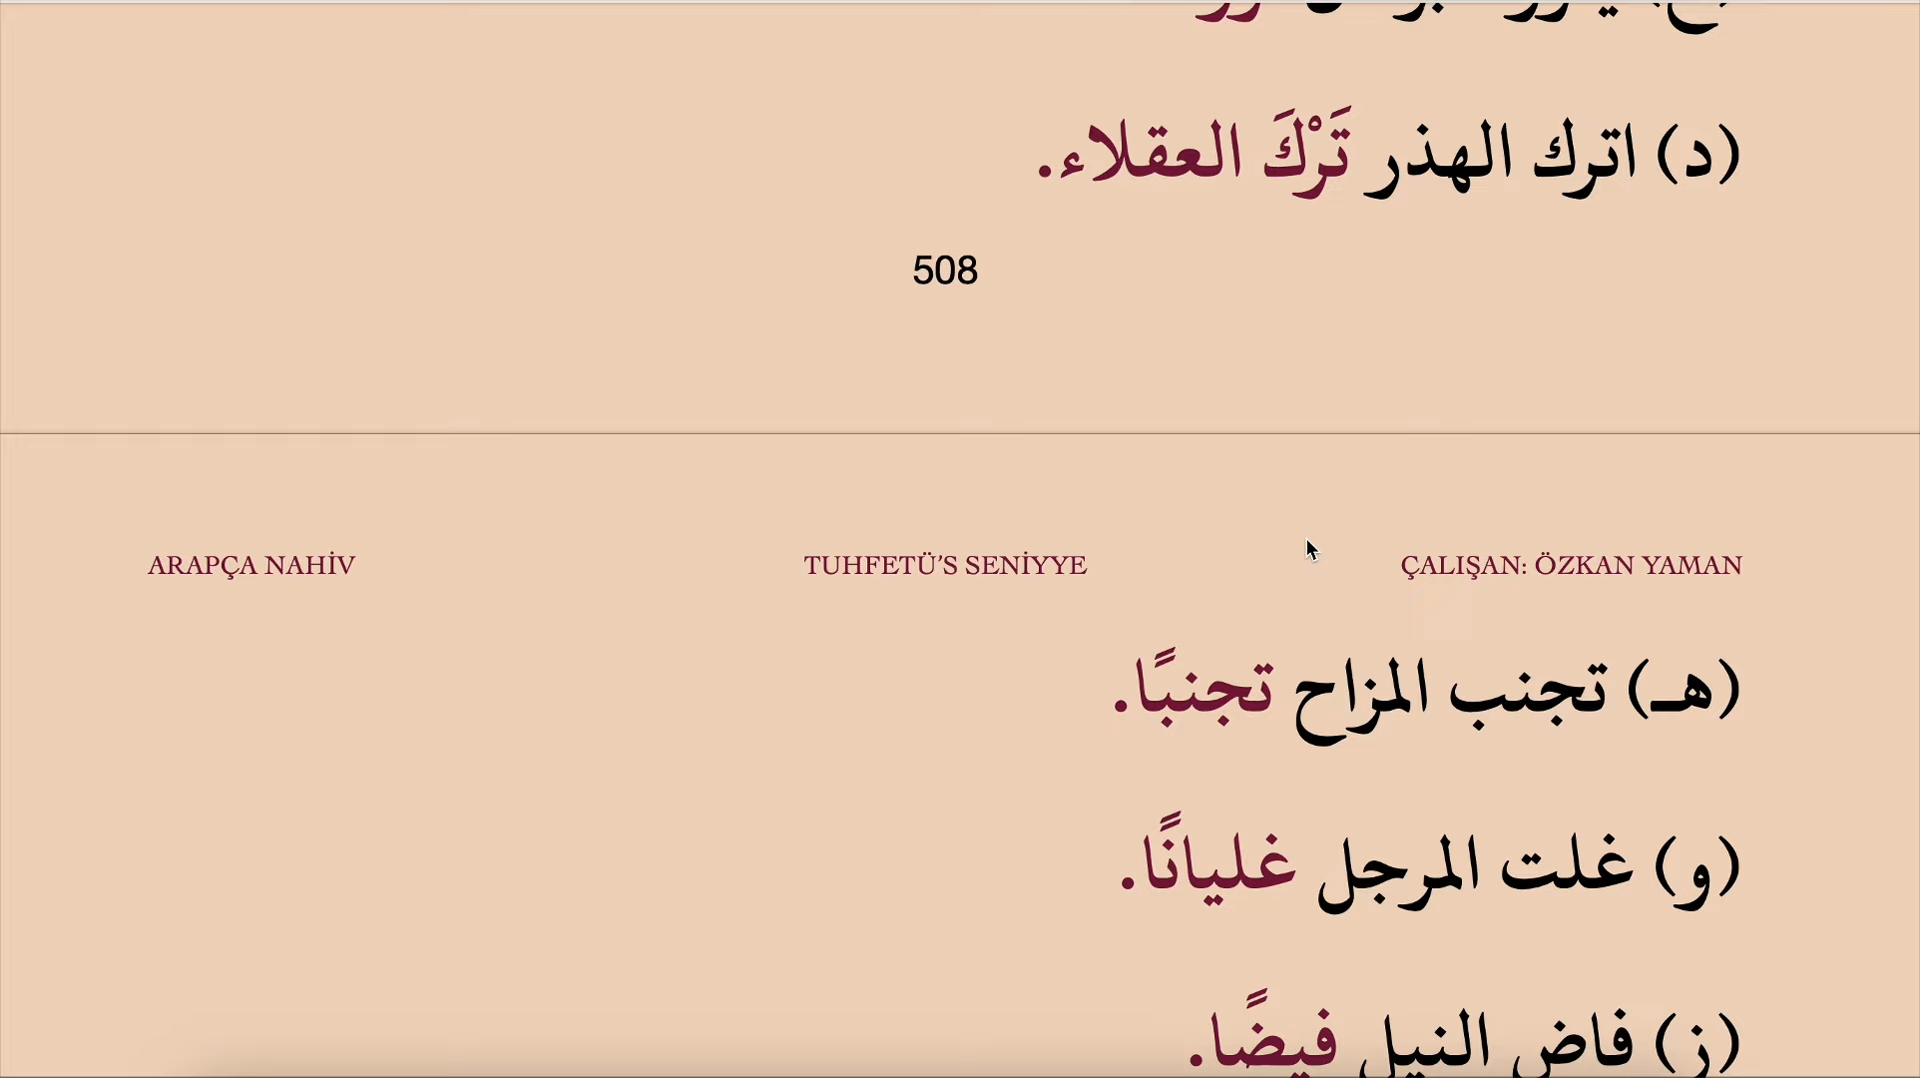 (د) اترك الهذر تَرْكَ العقلاء.
508
ARAPÇA NAHİV TUHFETÜ’S SENİYYE ÇALIŞAN: ÖZKAN YAMAN
(هـ) تجنب المزاح تجنبًا.
(و) غلت المرجل غليانًا.
(ز) فاض النيل فيضًا.